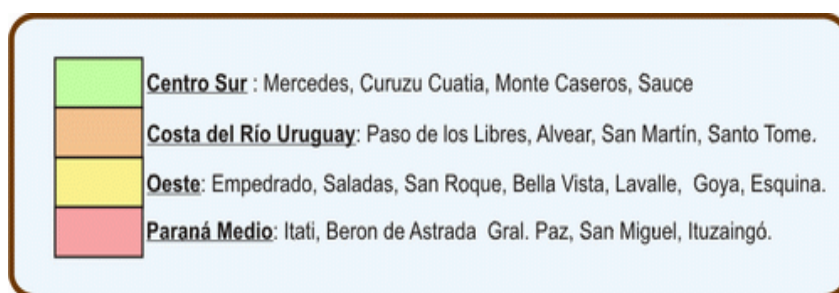 Centro Sur : Mercedes, Curuzu Cuatia, Monte Caseros, Sauce
Costa del Río Uruguay: Paso de los Libres, Alvear, San Martín, Santo Tome.
Oeste: Empedrado, Saladas, San Roque, Bella Vista, Lavalle, Goya, Esquina.
Paraná Medio: Itati, Beron de Astrada Gral. Paz, San Miguel, Ituzaingó.